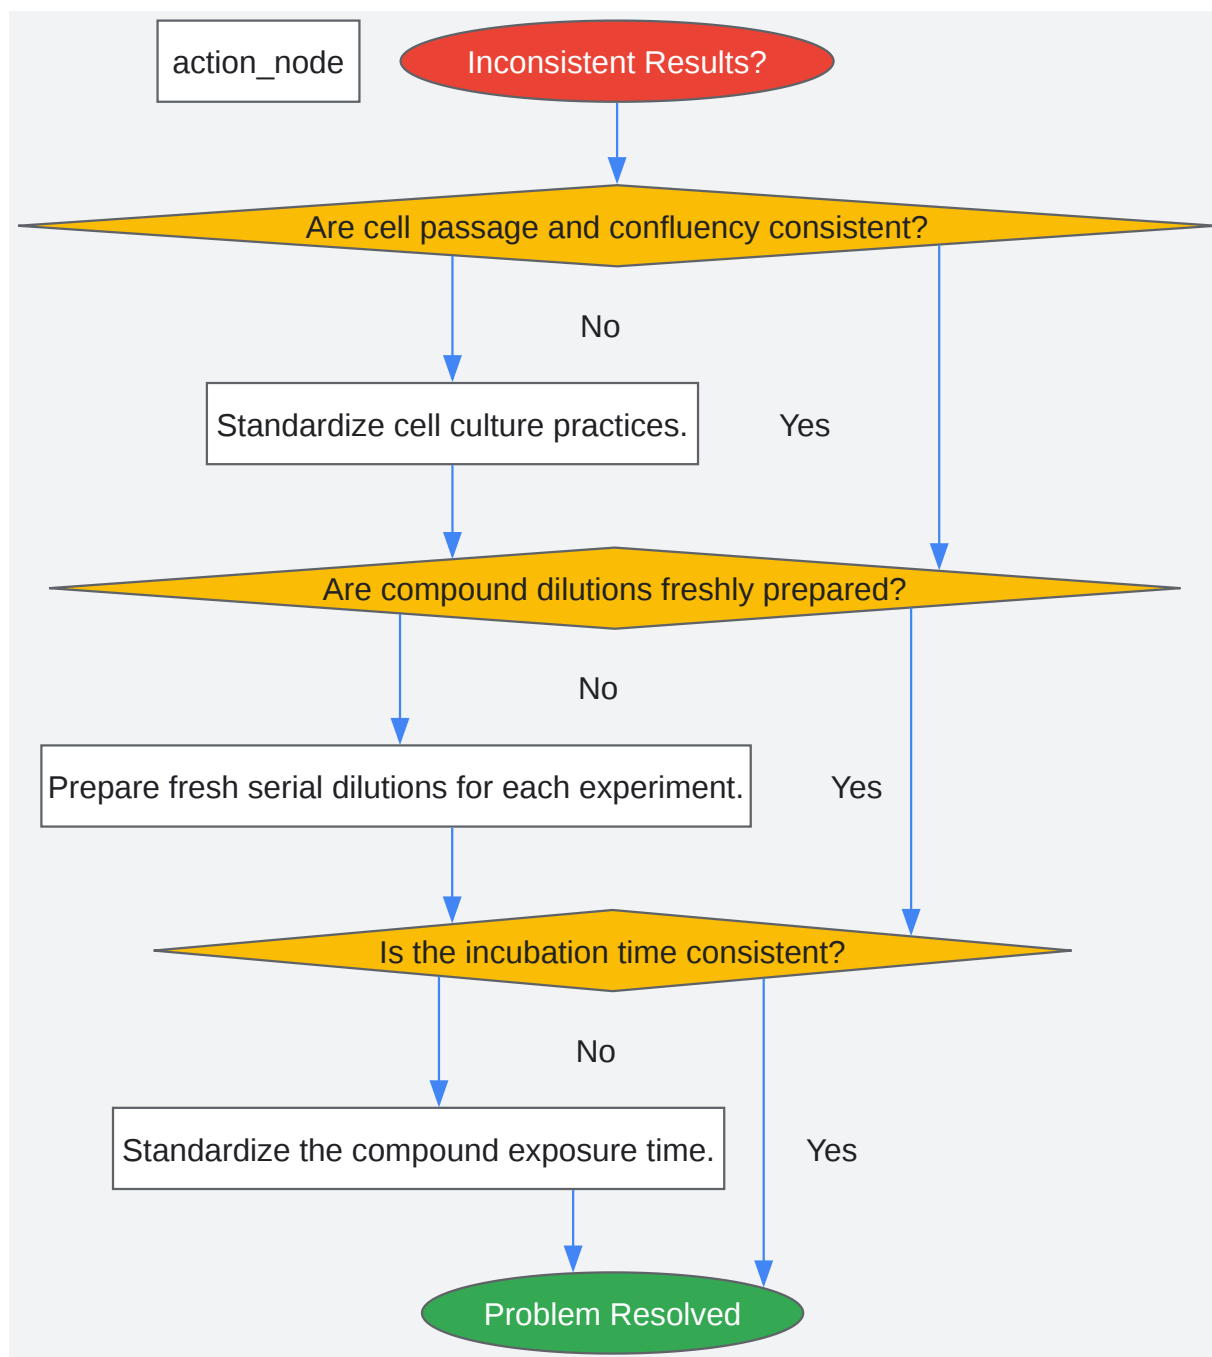 action_node
Inconsistent Results?
Are cell passage and confluency consistent?
No
Standardize cell culture practices.
Yes
Are compound dilutions freshly prepared?
No
Prepare fresh serial dilutions for each experiment.
Yes
Is the incubation time consistent?
No
Standardize the compound exposure time.
Yes
Problem Resolved